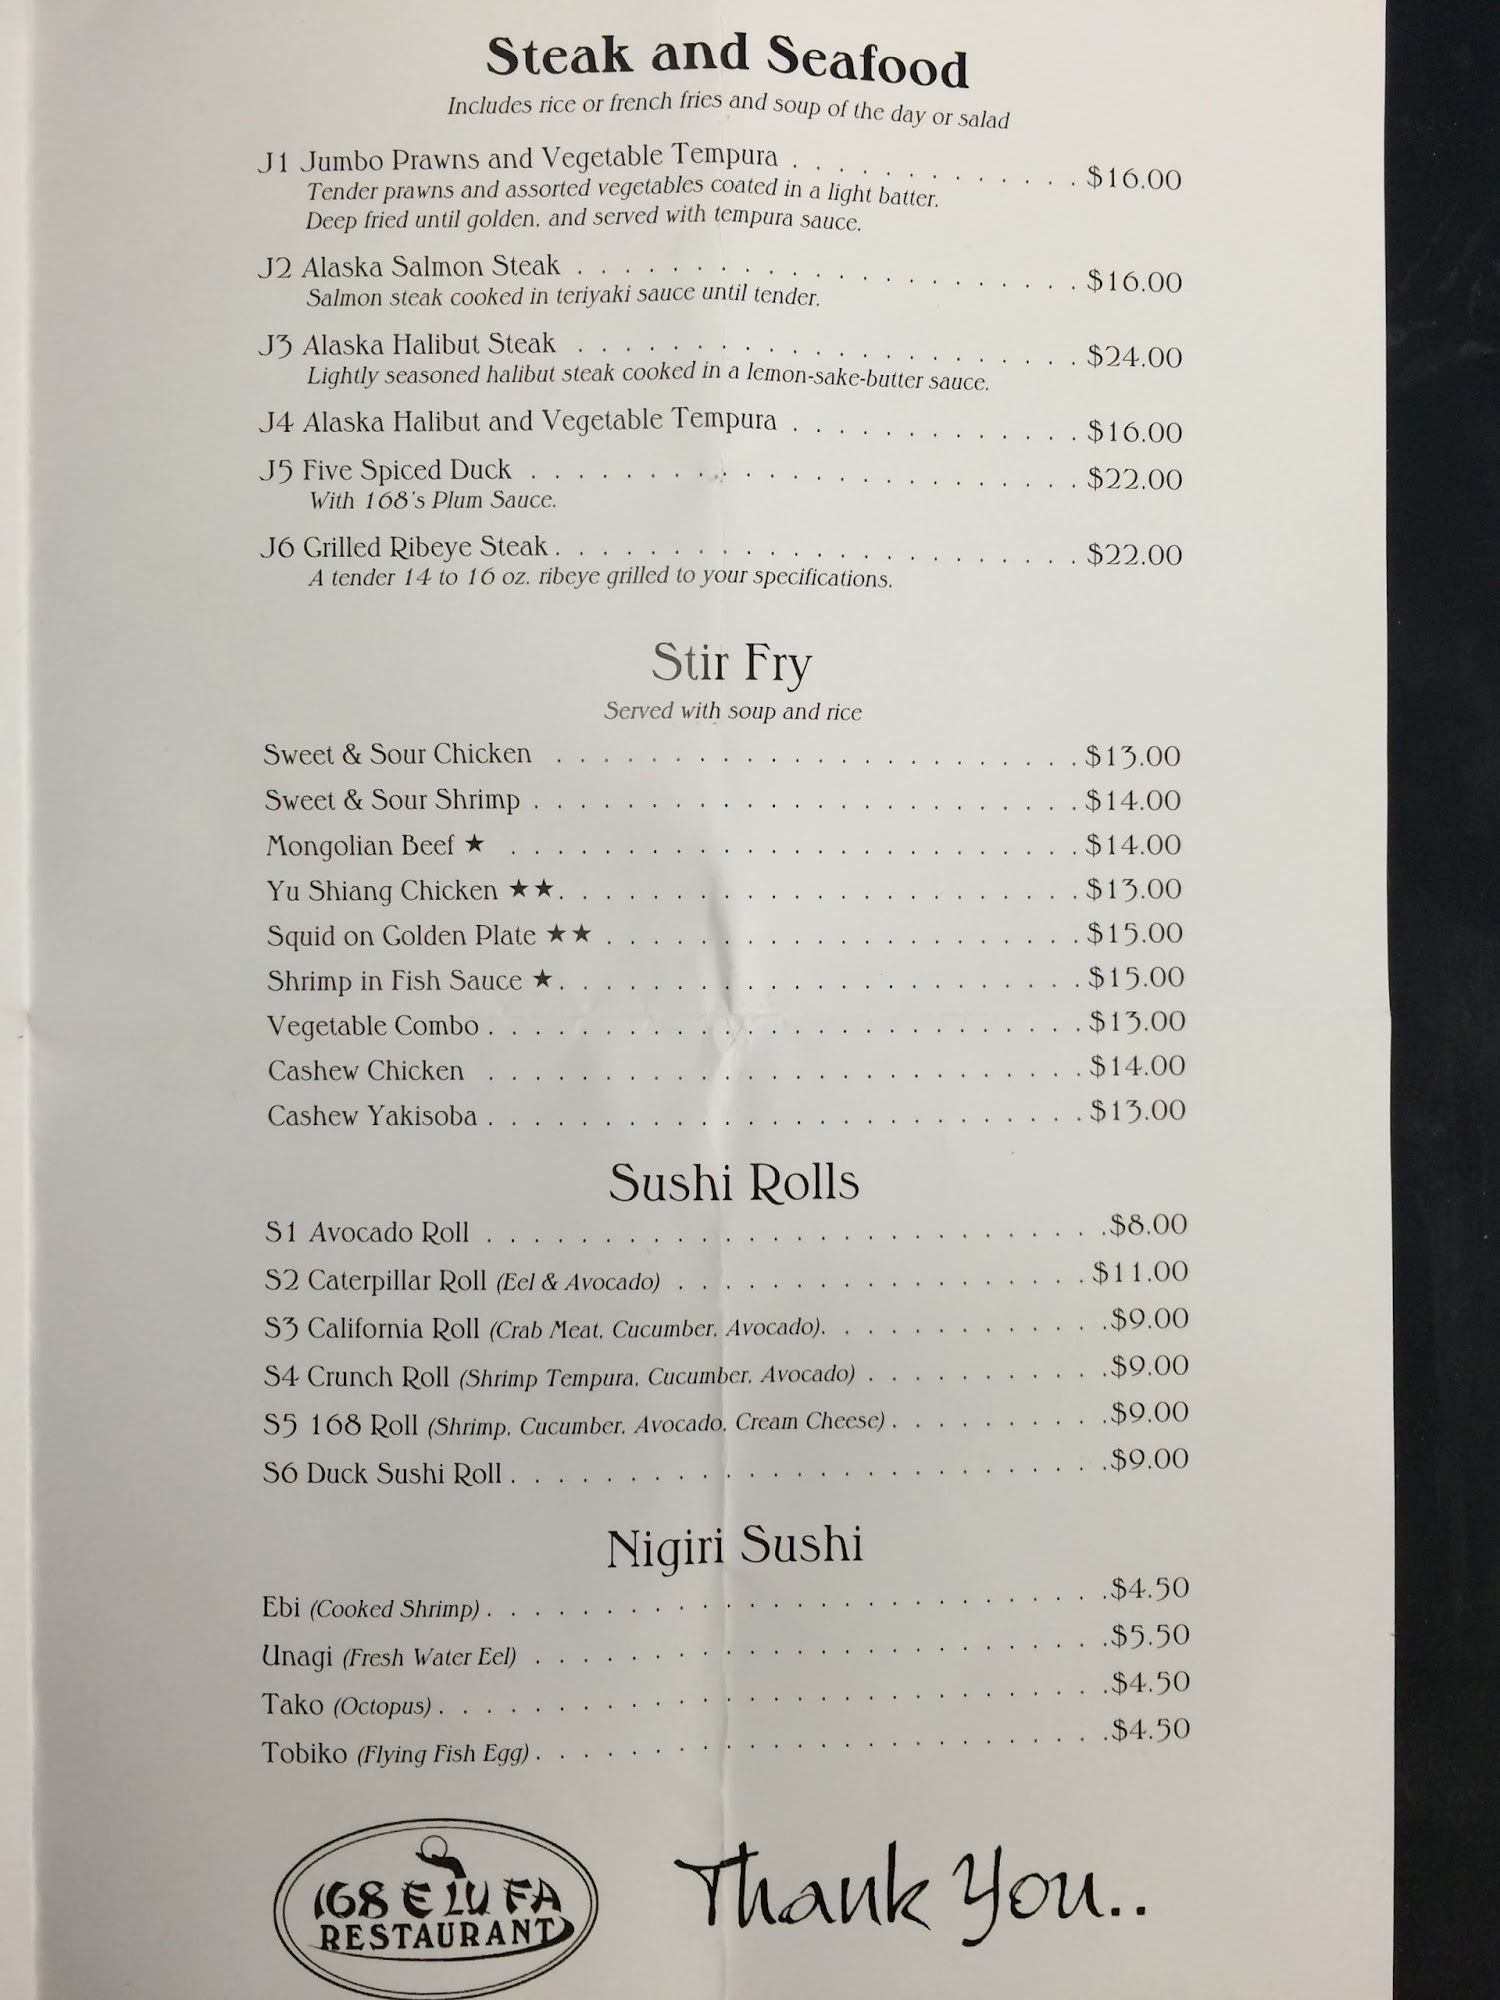 Steak and Seafood
Includes rice or french fries and soup of the day or salad
J1 Jumbo Prawns and Vegetable Tempura . . . . . . . . . . . . $16.00
Tender prawns and assorted vegetables coated in a light batter.
Deep fried until golden, and served with tempura sauce.
J2 Alaska Salmon Steak . . . . . . . . . . . . . . . . . . . . . $16.00
Salmon steak cooked in teriyaki sauce until tender.
J3 Alaska Halibut Steak . . . . . . . . . . . . . . . . . . . . . $24.00
Lightly seasoned halibut steak cooked in a lemon-sake-butter sauce.
J4 Alaska Halibut and Vegetable Tempura . . . . . . . . . . . . $16.00
J5 Five Spiced Duck . . . . . . . . . . . . . . . . . . . . . . . $22.00
With 168's Plum Sauce.
J6 Grilled Ribeye Steak . . . . . . . . . . . . . . . . . . . . . . $22.00
A tender 14 to 16 oz. ribeye grilled to your specifications.
Stir Fry
Served with soup and rice
Sweet & Sour Chicken . . . . . . . . . . . . . . . . . . . . . . $13.00
Sweet & Sour Shrimp . . . . . . . . . . . . . . . . . . . . . . . $14.00
Mongolian Beef ★ . . . . . . . . . . . . . . . . . . . . . . . . $14.00
Yu Shiang Chicken ★★ . . . . . . . . . . . . . . . . . . . . . . $13.00
Squid on Golden Plate ★★ . . . . . . . . . . . . . . . . . . . . $15.00
Shrimp in Fish Sauce ★ . . . . . . . . . . . . . . . . . . . . . . $15.00
Vegetable Combo . . . . . . . . . . . . . . . . . . . . . . . . . $13.00
Cashew Chicken . . . . . . . . . . . . . . . . . . . . . . . . . $14.00
Cashew Yakisoba . . . . . . . . . . . . . . . . . . . . . . . . . $13.00
Sushi Rolls
S1 Avocado Roll . . . . . . . . . . . . . . . . . . . . . . . . . . $8.00
S2 Caterpillar Roll (Eel & Avocado) . . . . . . . . . . . . . . . . . $11.00
S3 California Roll (Crab Meat, Cucumber, Avocado). . . . . . . . . . . . $9.00
S4 Crunch Roll (Shrimp Tempura, Cucumber, Avocado) . . . . . . . . . . . $9.00
S5 168 Roll (Shrimp, Cucumber, Avocado, Cream Cheese) . . . . . . . . . . $9.00
S6 Duck Sushi Roll . . . . . . . . . . . . . . . . . . . . . . . . . $9.00
Nigiri Sushi
Ebi (Cooked Shrimp) . . . . . . . . . . . . . . . . . . . . . . . . . . $4.50
Unagi (Fresh Water Eel) . . . . . . . . . . . . . . . . . . . . . . . . $5.50
Tako (Octopus) . . . . . . . . . . . . . . . . . . . . . . . . . . . . $4.50
Tobiko (Flying Fish Egg) . . . . . . . . . . . . . . . . . . . . . . . . $4.50
168 E LU FA
RESTAURANT
Thank You..